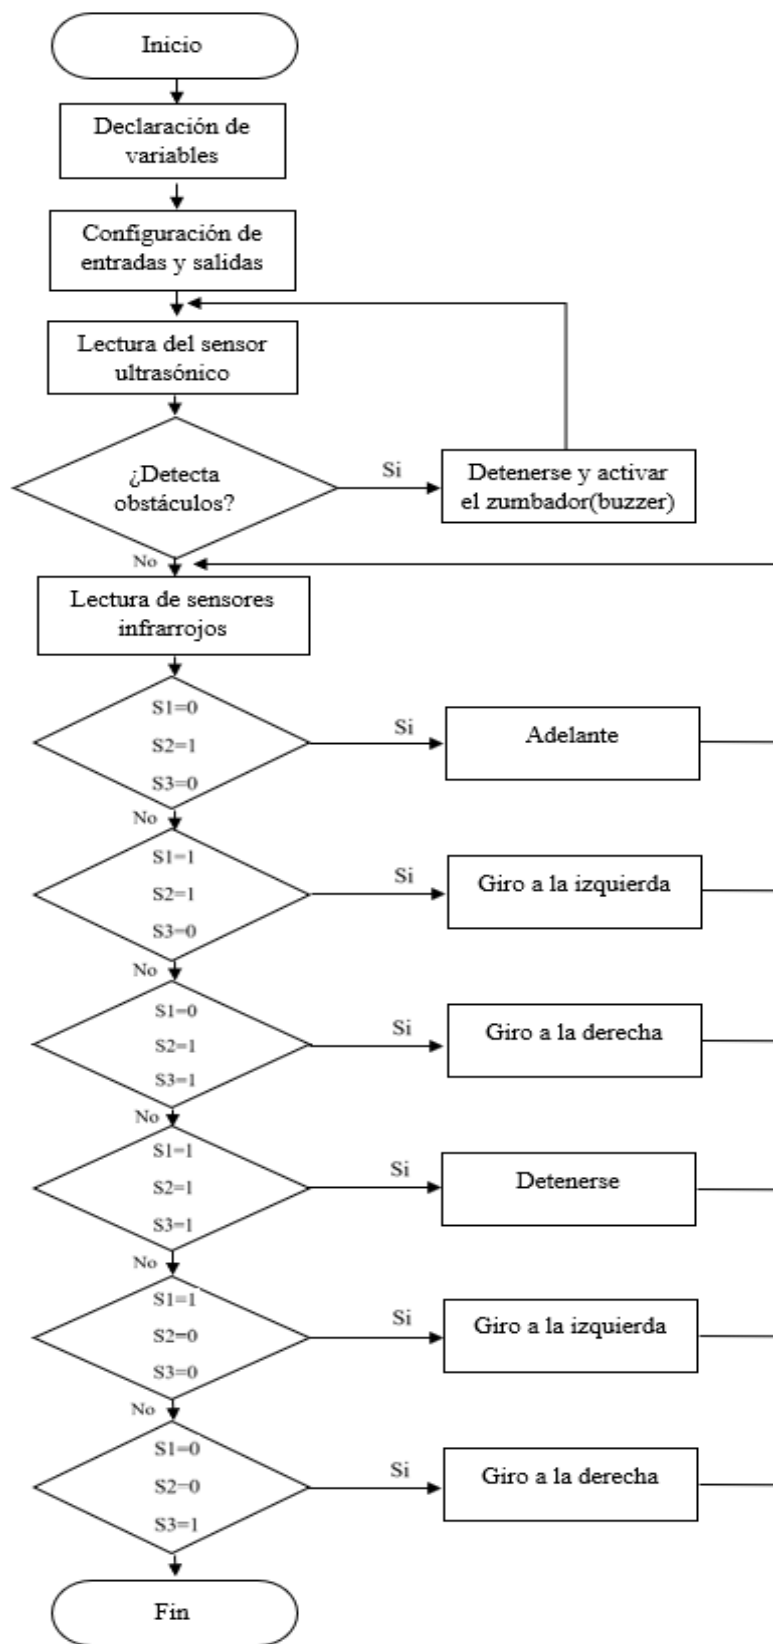 Inicio
Declaración de
variables
Configuración de
entradas y salidas
Lectura del sensor
ultrasónico
¿Detecta
obstáculos?
Si
Detenerse y activar
el zumbador(buzzer)
No
Lectura de sensores
infrarrojos
S1=0
S2=1
S3=0
Si
Adelante
No
S1=1
S2=1
S3=0
Si
Giro a la izquierda
No
S1=0
S2=1
S3=1
Si
Giro a la derecha
No
S1=1
S2=1
S3=1
Si
Detenerse
No
S1=1
S2=0
S3=0
Si
Giro a la izquierda
No
S1=0
S2=0
S3=1
Si
Giro a la derecha
Fin